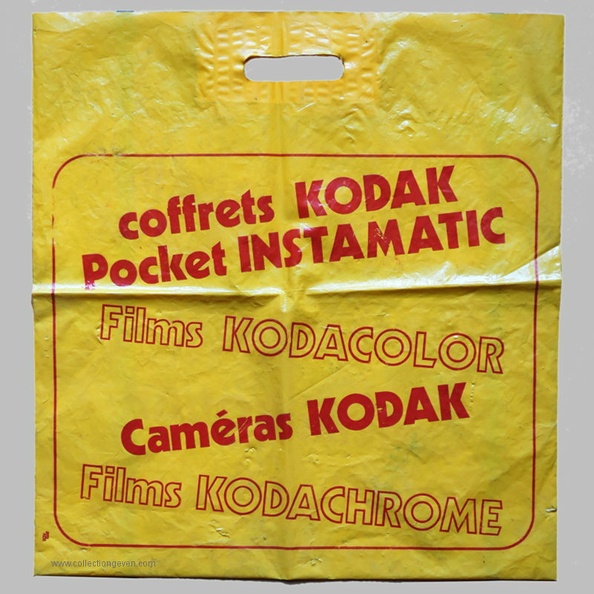 coffrets KODAK
Pocket INSTAMATIC
Films KODACOLOR
Caméras KODAK
Films KODACHROME
www.collectiongeven.com